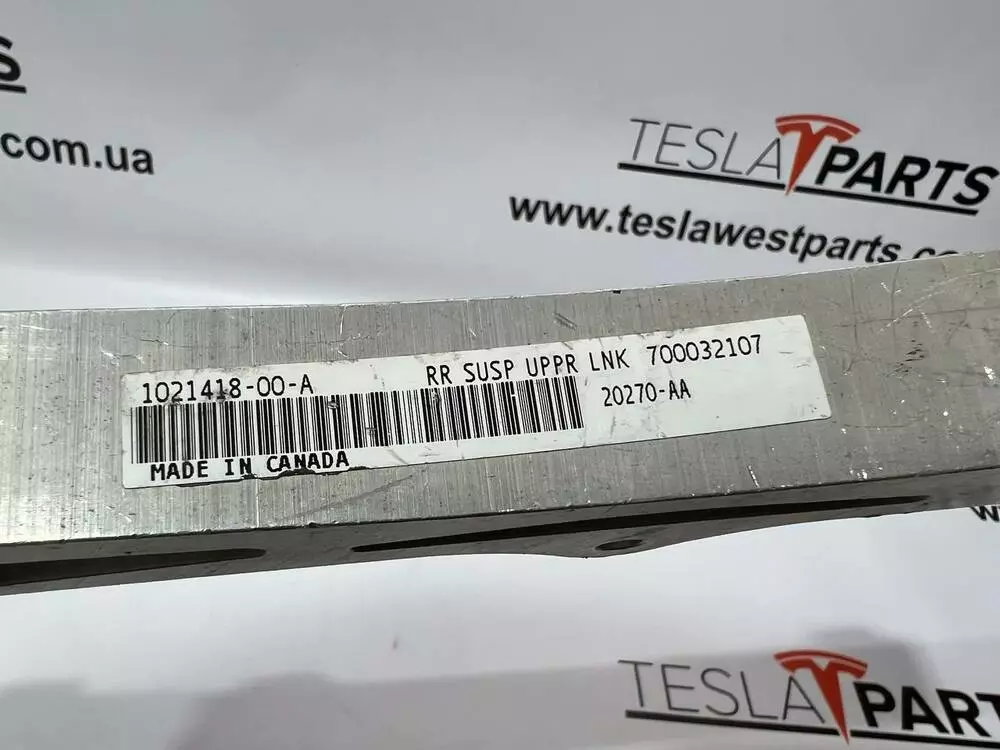 S
com.ua
TESLA PARTS
www.teslawestparts.co
1021418-00-A RR SUSP UPPR LNK 700032107
20270-AA
MADE IN CANADA
w
TESLA PARTS